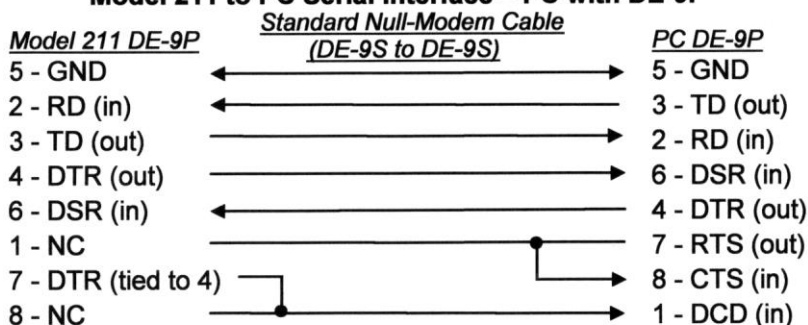 Standard Null-Modem Cable
Model 211 DE-9P (DE-9S to DE-9S) PC DE-9P
5 - GND 5 - GND
2 - RD (in) 3 - TD (out)
3 - TD (out) 2 - RD (in)
4 - DTR (out) 6 - DSR (in)
6 - DSR (in) 4 - DTR (out)
1 - NC 7 - RTS (out)
7 - DTR (tied to 4) 8 - CTS (in)
8 - NC 1 - DCD (in)